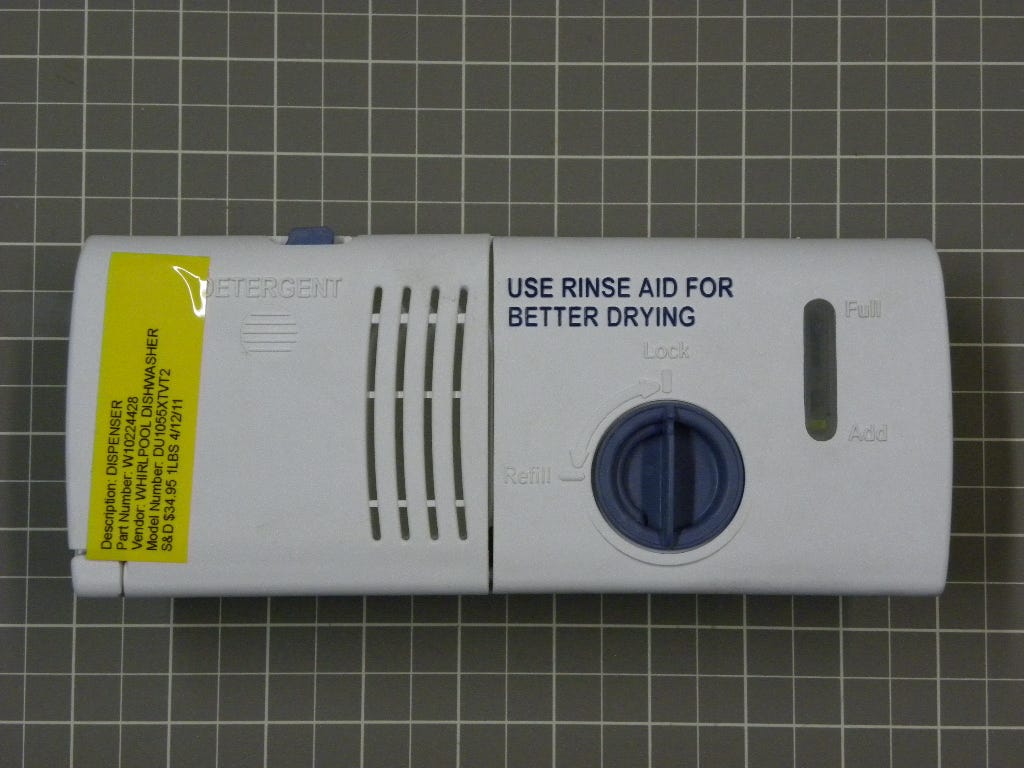 Description: DISPENSER
Part Number: W10224428
Vendor: WHIRLPOOL DISHWASHER
Model Number: DU1055XTVT2
S&D $34.95 1LBS 4/12/11
DETERGENT
USE RINSE AID FOR
BETTER DRYING
Lock
Refill
Full
Add